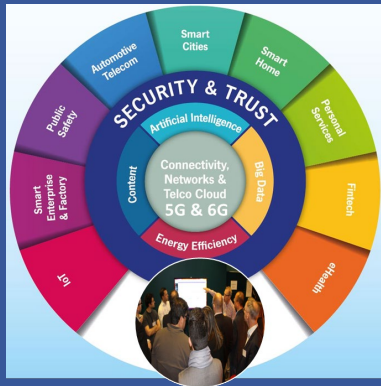 Smart
Cities
Automotive
Telecom
Smart
Home
Public
Safety
Personal
Services
Smart
Enterprise
& Factory
Fintech
IoT
eHealth
SECURITY & TRUST
Artificial Intelligence
Content
Big Data
Energy Efficiency
Connectivity,
Networks &
Telco Cloud
5G & 6G